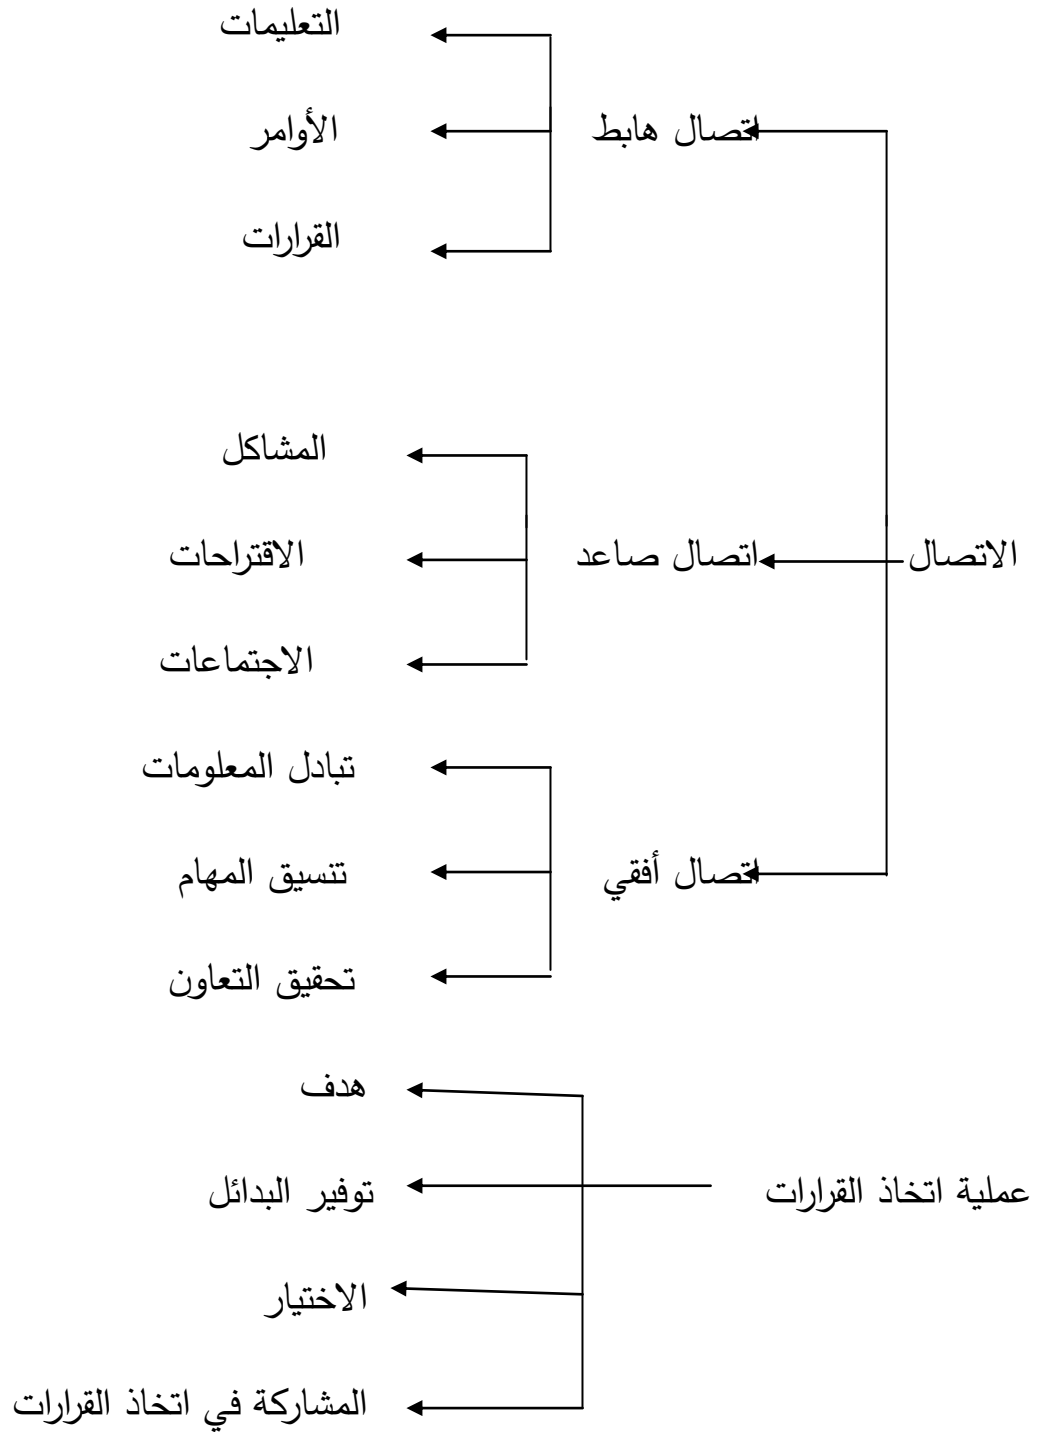 التعليمات
اتصال هابط
الأوامر
القرارات
المشاكل
الاتصال
اتصال صاعد
الاقتراحات
الاجتماعات
تبادل المعلومات
اتصال أفقي
تنسيق المهام
تحقيق التعاون
هدف
عملية اتخاذ القرارات
توفير البدائل
الاختيار
المشاركة في اتخاذ القرارات